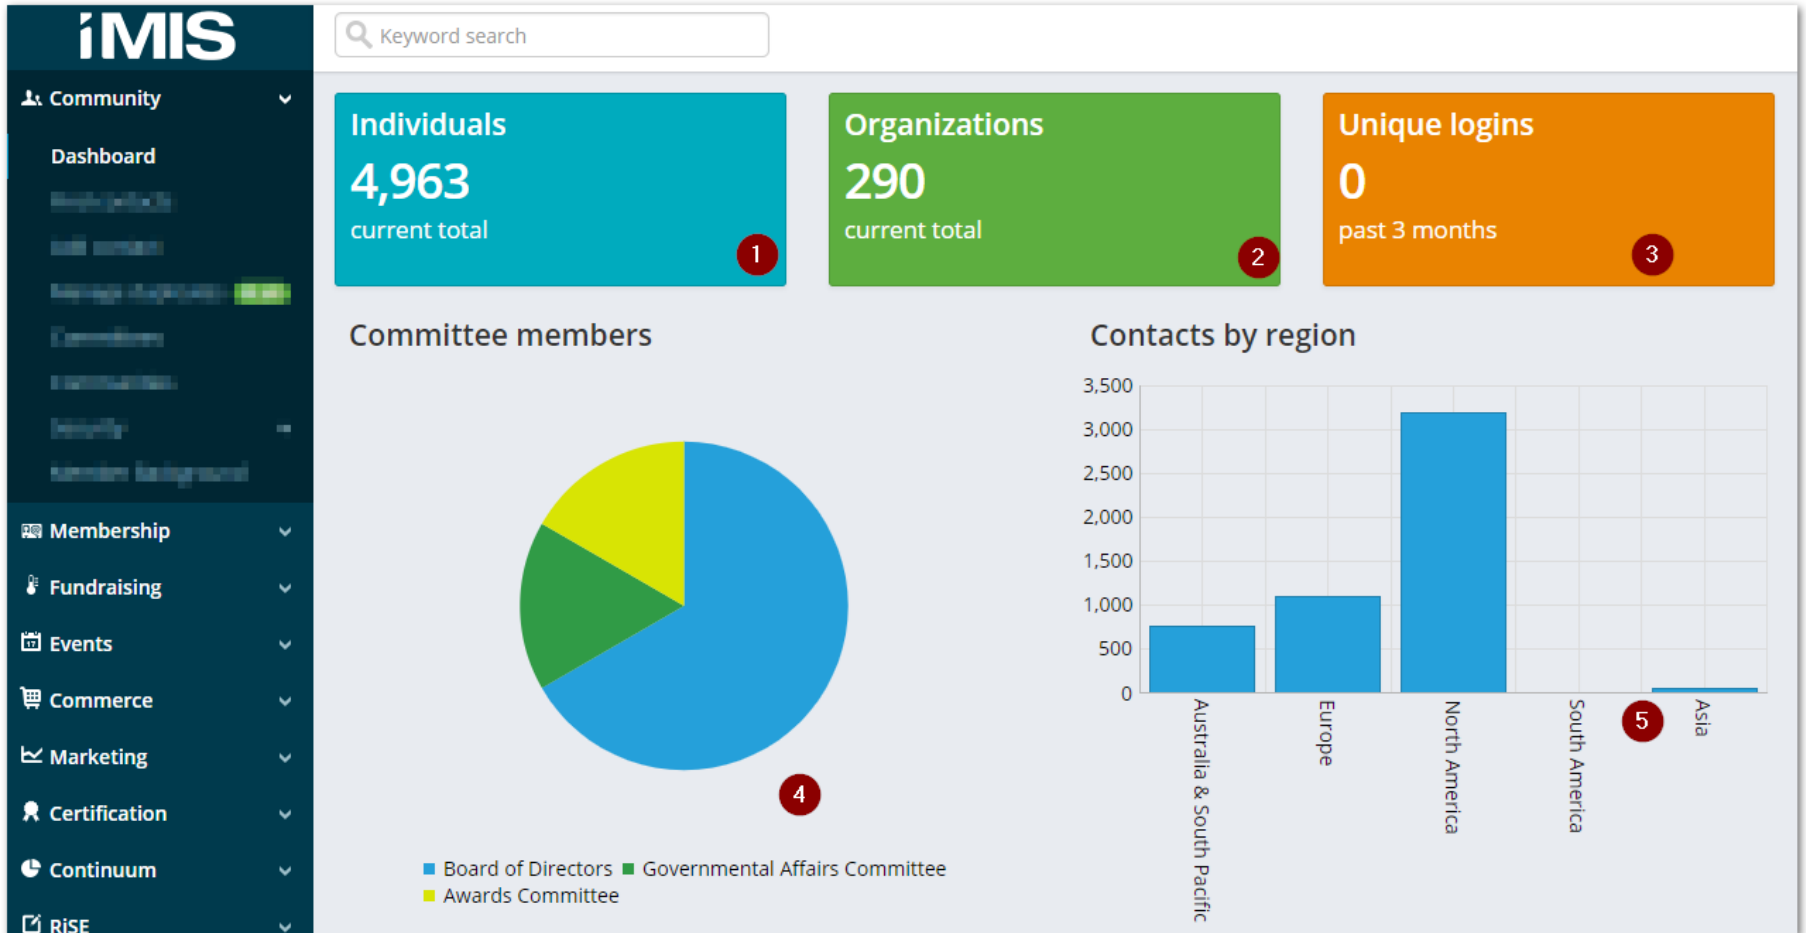 iMIS
Keyword search
Community
Dashboard
Membership
Fundraising
Events
Commerce
Marketing
Certification
Continuum
RiSE
Individuals
4,963
current total
1
Organizations
290
current total
2
Unique logins
0
past 3 months
3
Committee members
4
Board of Directors
Governmental Affairs Committee
Awards Committee
Contacts by region
3,500
3,000
2,500
2,000
1,500
1,000
500
0
Australia & South Pacific
Europe
North America
South America
5
Asia